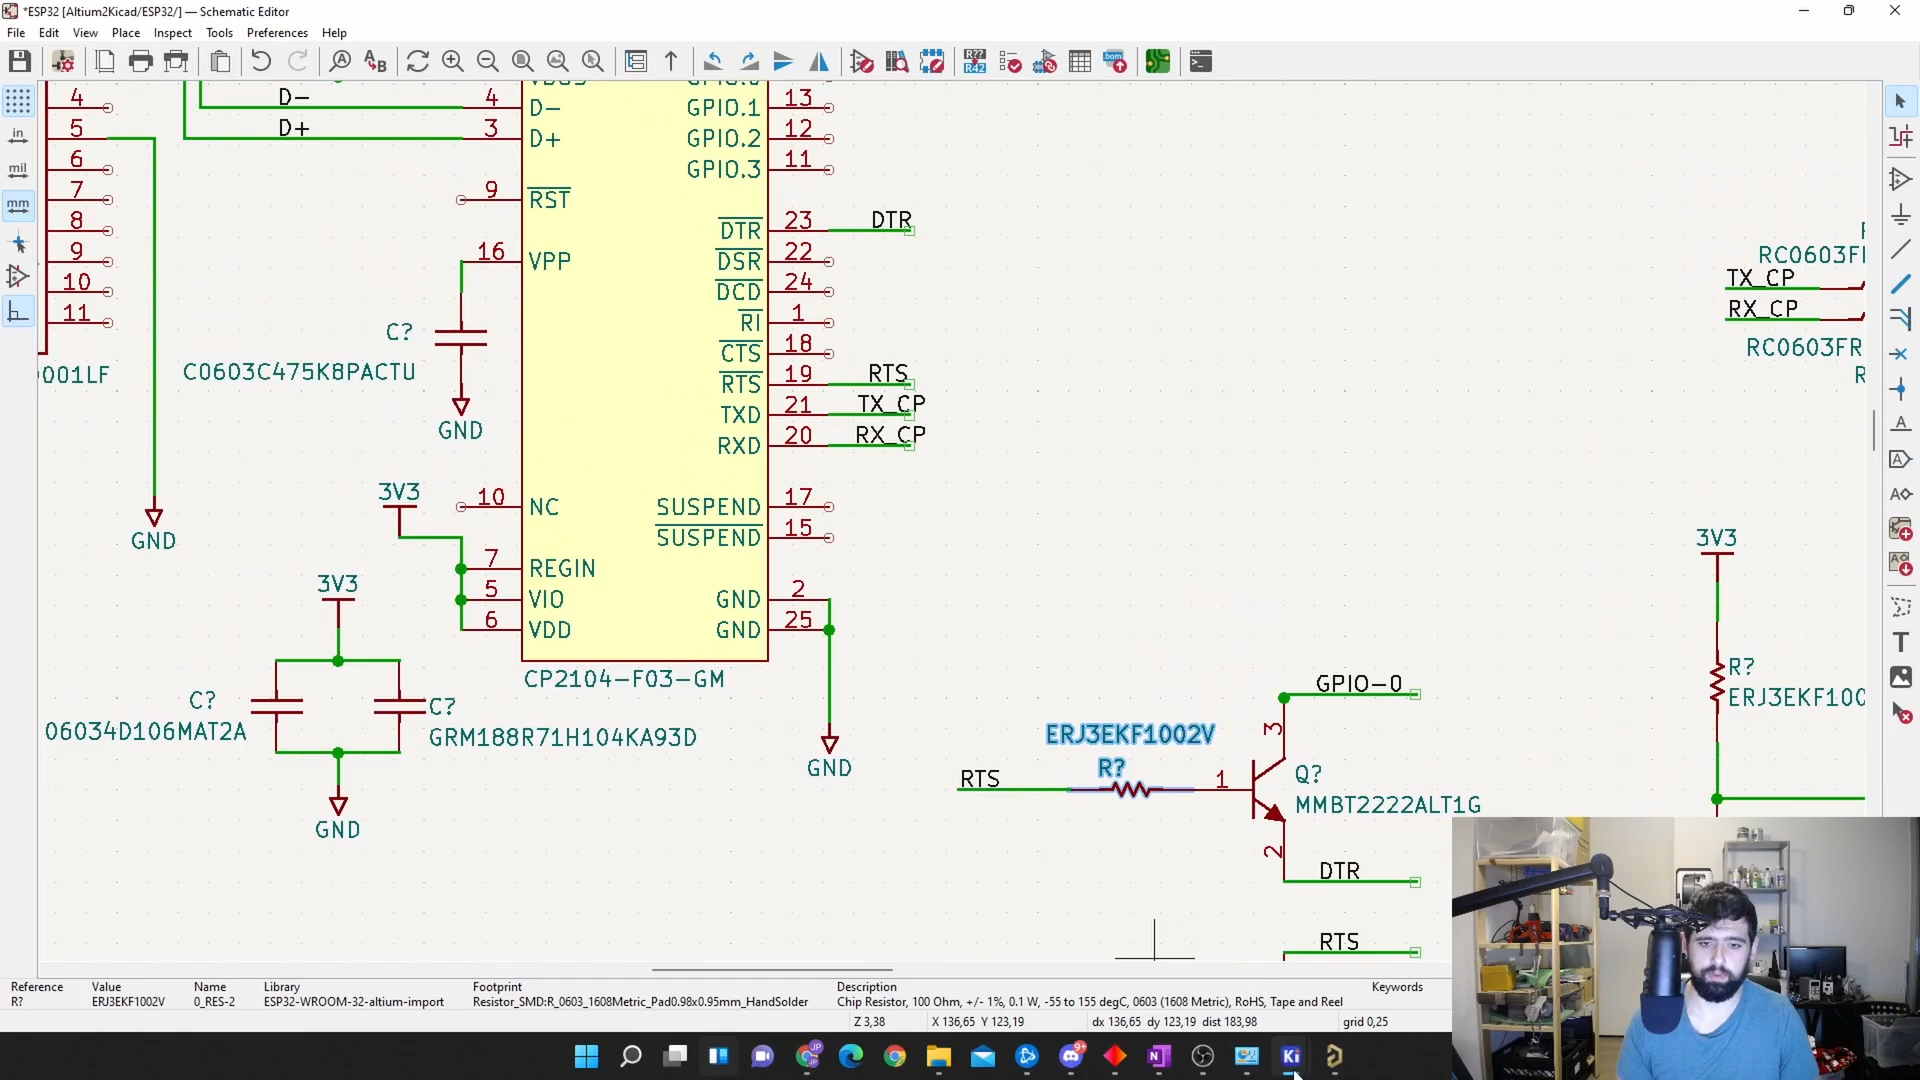 *ESP32 [Altium2Kicad/ESP32/] — Schematic Editor
File Edit View Place Inspect Tools Preferences Help
in
mil
mm
4
5
6
7
8
9
10
11
001LF
GND
D-
D+
4 D-
3 D+
9 RST
16 VPP
C?
C0603C475K8PACTU
GND
3V3
10 NC
7 REGIN
5 VIO
6 VDD
3V3
C?
06034D106MAT2A
C?
GRM188R71H104KA93D
GND
GPIO.1 13
GPIO.2 12
GPIO.3 11
DTR 23 DTR
DSR 22
DCD 24
RI 1
CTS 18
RTS 19 RTS
TXD 21 TX_CP
RXD 20 RX_CP
SUSPEND 17
SUSPEND 15
GND 2
GND 25
CP2104-F03-GM
GND
RTS
ERJ3EKF1002V
R?
1
3
2
GPIO-0
Q?
MMBT2222ALT1G
DTR
RTS
TX_CP
RX_CP
RC0603FR
3V3
R?
ERJ3EKF100
Reference Value Name Library Footprint Description Keywords
R? ERJ3EKF1002V 0_RES-2 ESP32-WROOM-32-altium-import Resistor_SMD:R_0603_1608Metric_Pad0.98x0.95mm_HandSolder Chip Resistor, 100 Ohm, +/- 1%, 0.1 W, -55 to 155 degC, 0603 (1608 Metric), RoHS, Tape and Reel
Z 3,38 X 136,65 Y 123,19 dx 136,65 dy 123,19 dist 183,98 grid 0,25
JP
9+
Ki